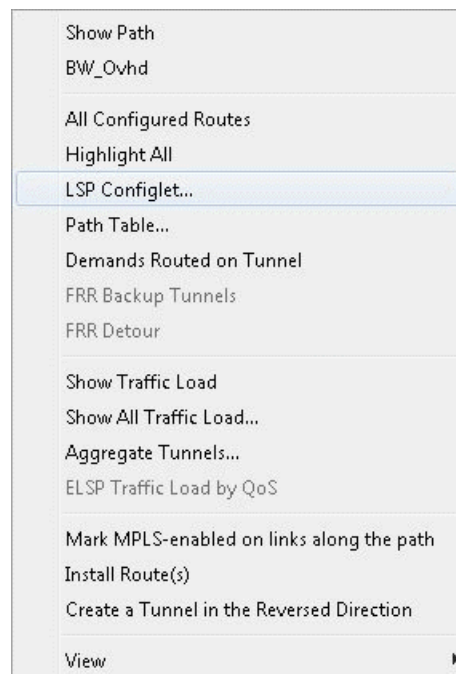 Show Path
BW_Ovhd
All Configured Routes
Highlight All
LSP Configlet...
Path Table...
Demands Routed on Tunnel
FRR Backup Tunnels
FRR Detour
Show Traffic Load
Show All Traffic Load...
Aggregate Tunnels...
ELSP Traffic Load by QoS
Mark MPLS-enabled on links along the path
Install Route(s)
Create a Tunnel in the Reversed Direction
View